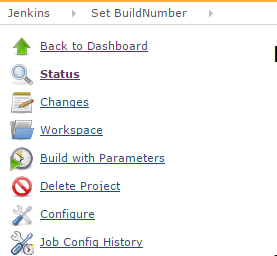 Jenkins Set BuildNumber
Back to Dashboard
Status
Changes
Workspace
Build with Parameters
Delete Project
Configure
Job Config History